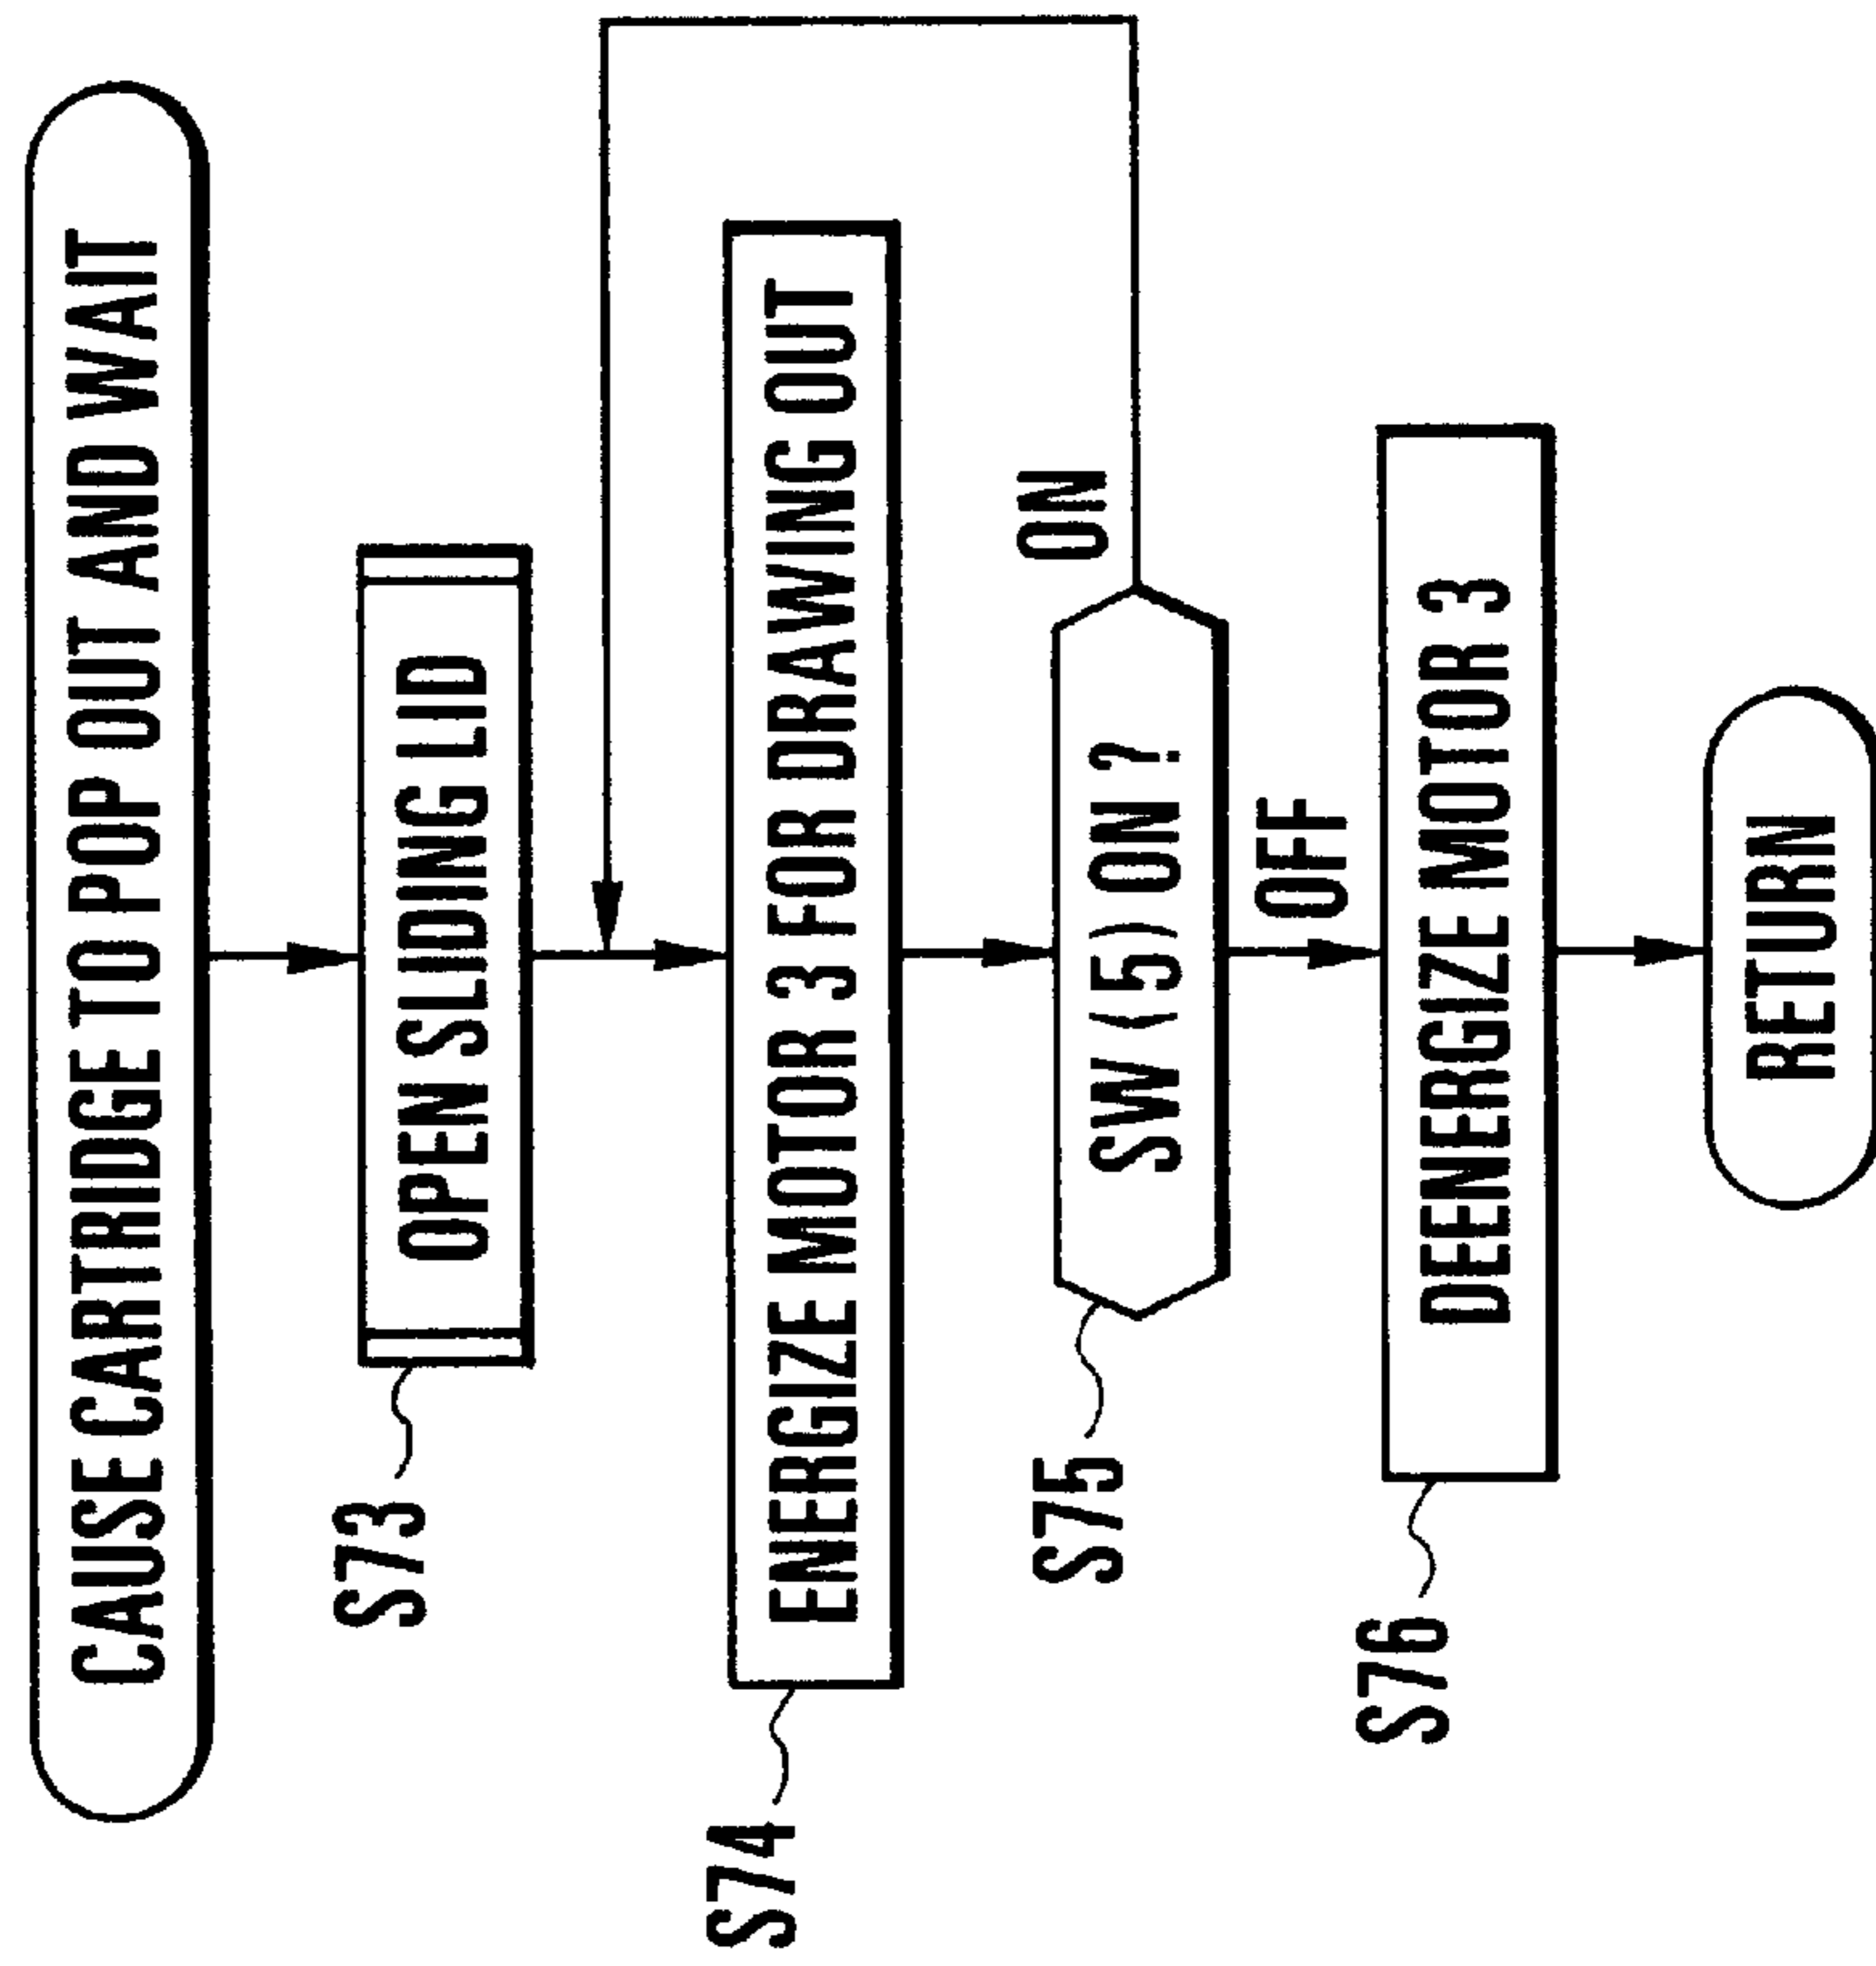 CAUSE CARTRIDGE TO POP OUT AND WAIT
S73
OPEN SLIDING LID
S74
ENERGIZE MOTOR 3 FOR DRAWING OUT
S75
SW (5) ON ?
ON
OFF
S76
DEENERGIZE MOTOR 3
RETURN